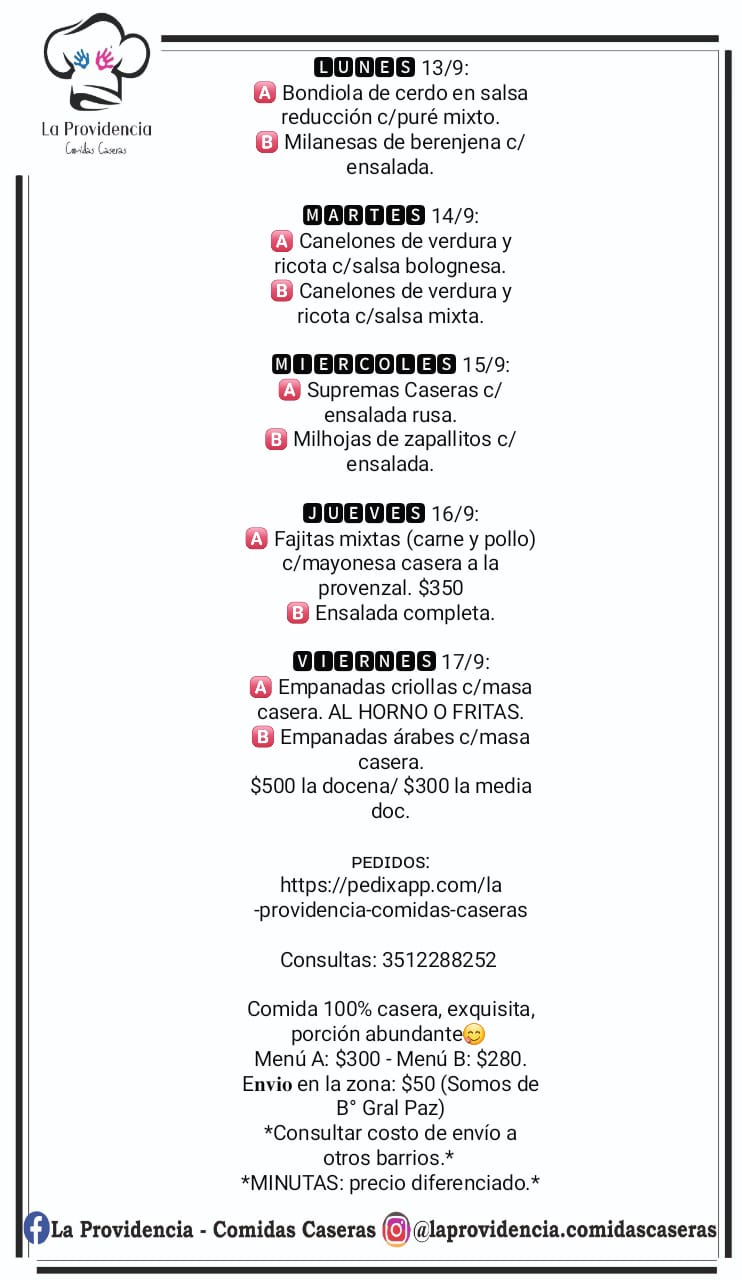 La Providencia
Comidas Caseras
LUNES 13/9:
🅰 Bondiola de cerdo en salsa
reducción c/puré mixto.
🅱 Milanesas de berenjena c/
ensalada.
MARTES 14/9:
🅰 Canelones de verdura y
ricota c/salsa bolognesa.
🅱 Canelones de verdura y
ricota c/salsa mixta.
MIERCOLES 15/9:
🅰 Supremas Caseras c/
ensalada rusa.
🅱 Milhojas de zapallitos c/
ensalada.
JUEVES 16/9:
🅰 Fajitas mixtas (carne y pollo)
c/mayonesa casera a la
provenzal. $350
🅱 Ensalada completa.
VIERNES 17/9:
🅰 Empanadas criollas c/masa
casera. AL HORNO O FRITAS.
🅱 Empanadas árabes c/masa
casera.
$500 la docena/ $300 la media
doc.
ᴘᴇᴅɪᴅᴏs:
https://pedixapp.com/la
-providencia-comidas-caseras
Consultas: 3512288252
Comida 100% casera, exquisita,
porción abundante😋
Menú A: $300 - Menú B: $280.
Envio en la zona: $50 (Somos de
B° Gral Paz)
*Consultar costo de envío a
otros barrios.*
*MINUTAS: precio diferenciado.*
La Providencia - Comidas Caseras @laprovidencia.comidascaseras